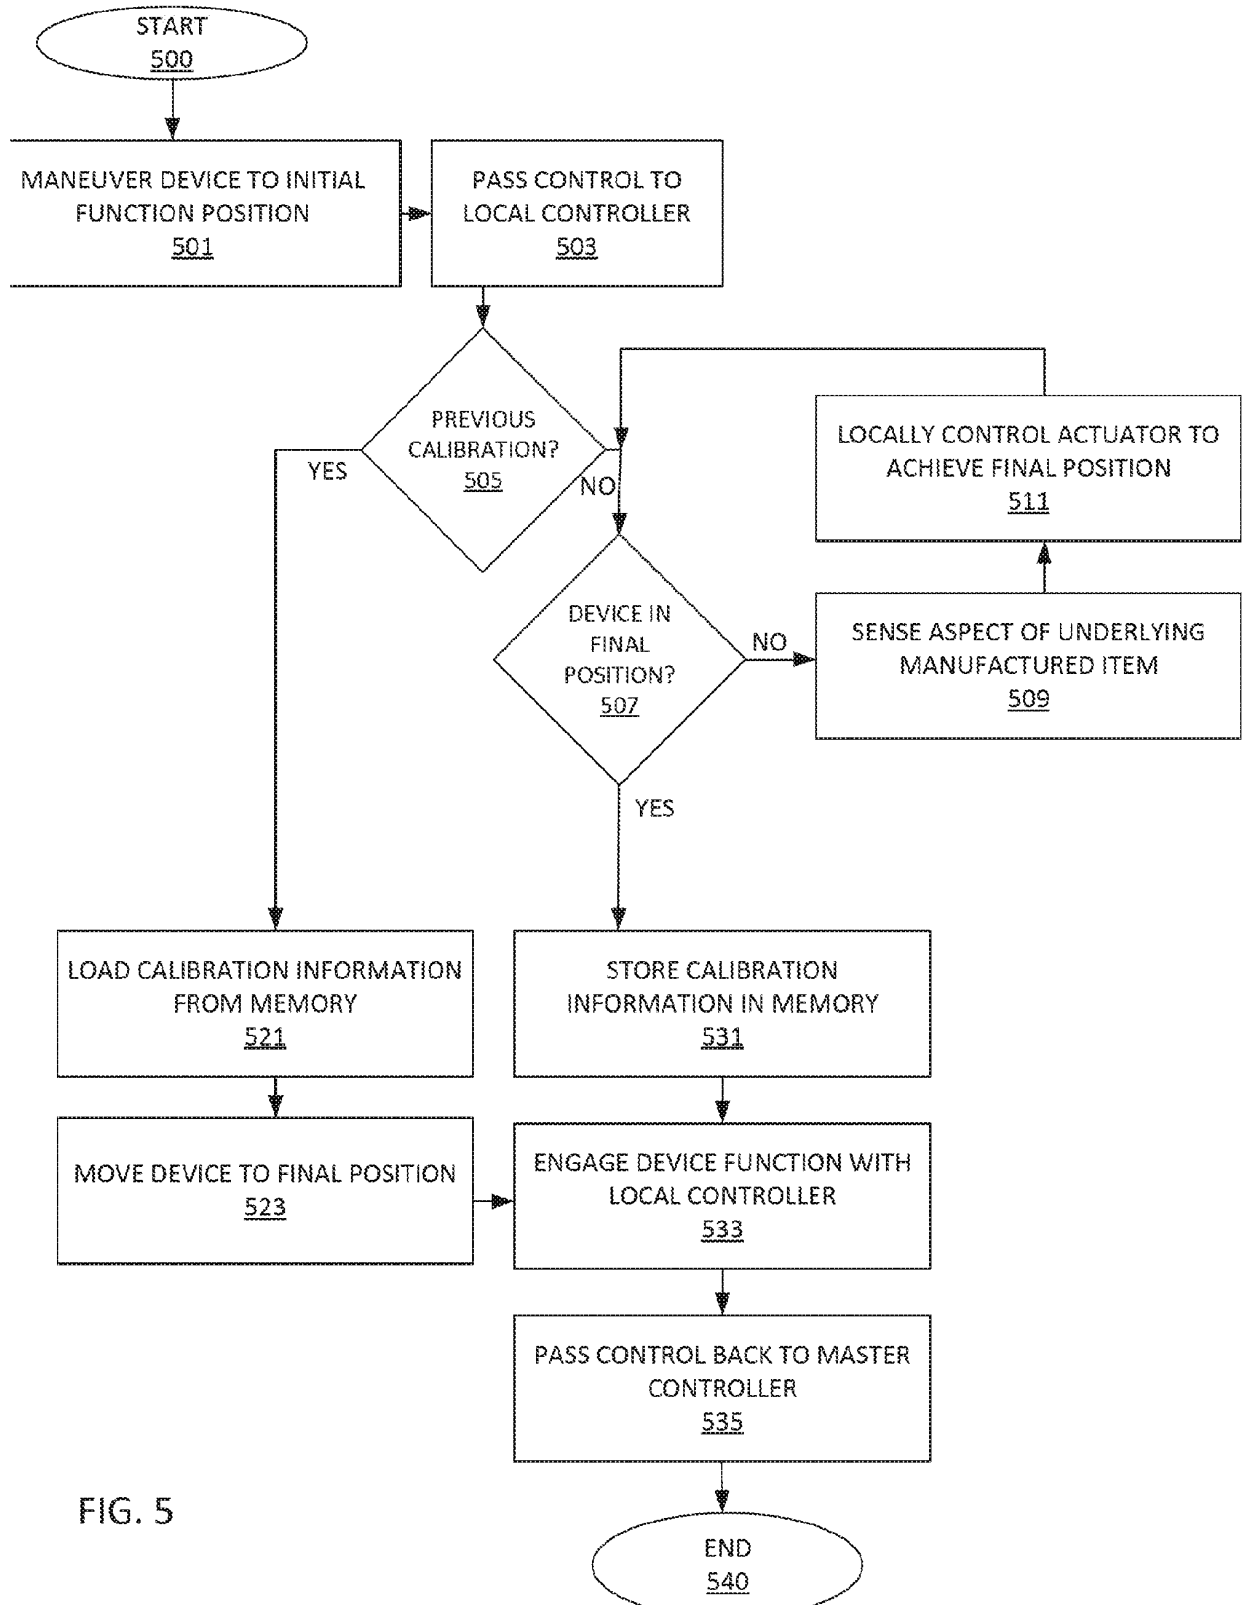 START
500
MANEUVER DEVICE TO INITIAL
FUNCTION POSITION
501
PASS CONTROL TO
LOCAL CONTROLLER
503
PREVIOUS
CALIBRATION?
505
YES
NO
LOCALLY CONTROL ACTUATOR TO
ACHIEVE FINAL POSITION
511
DEVICE IN
FINAL
POSITION?
507
NO
YES
SENSE ASPECT OF UNDERLYING
MANUFACTURED ITEM
509
LOAD CALIBRATION INFORMATION
FROM MEMORY
521
STORE CALIBRATION
INFORMATION IN MEMORY
531
MOVE DEVICE TO FINAL POSITION
523
ENGAGE DEVICE FUNCTION WITH
LOCAL CONTROLLER
533
PASS CONTROL BACK TO MASTER
CONTROLLER
535
FIG. 5
END
540